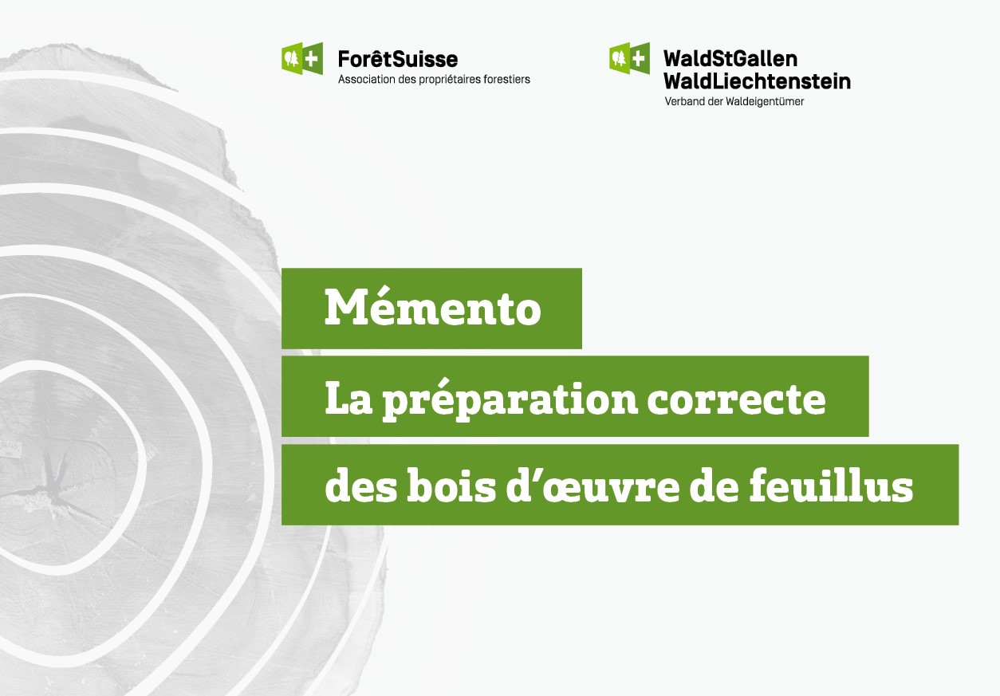 ForêtSuisse
Association des propriétaires forestiers
WaldStGallen
WaldLiechtenstein
Verband der Waldeigentümer
Mémento
La préparation correcte
des bois d’œuvre de feuillus